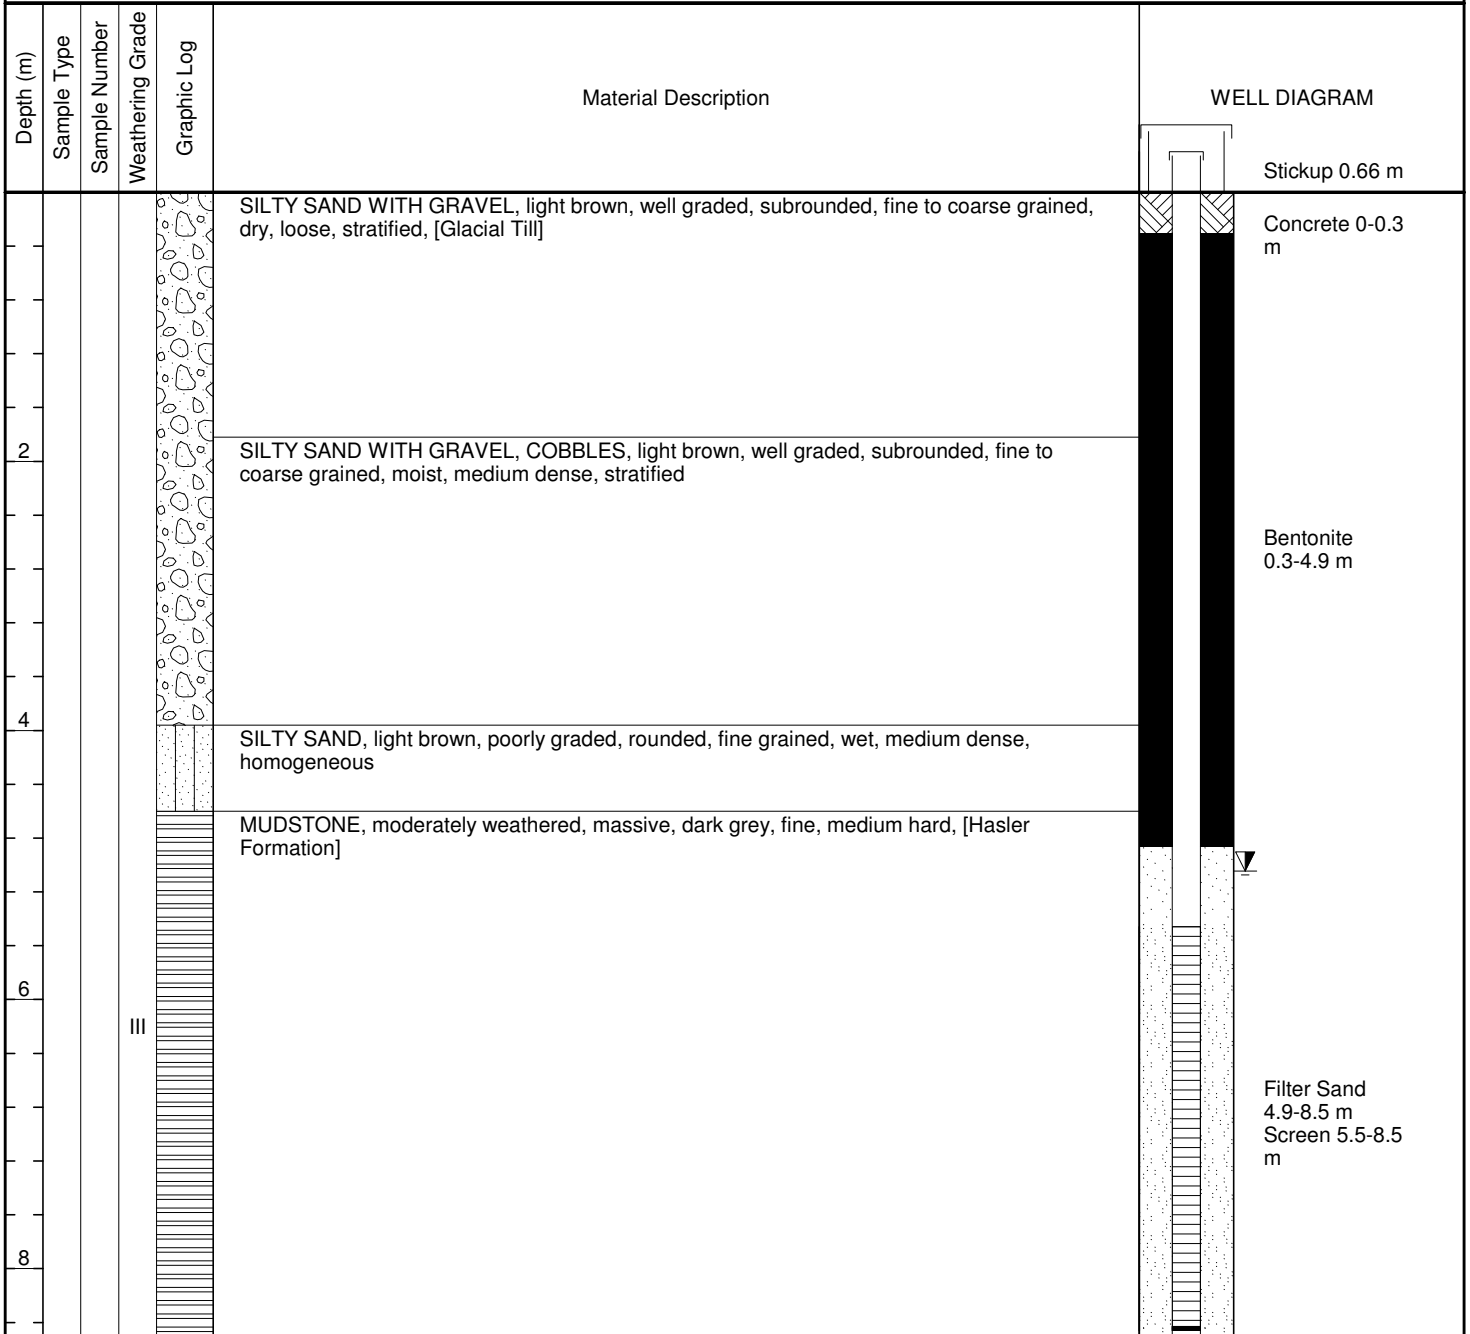 Depth (m)
Sample Type
Sample Number
Weathering Grade
Graphic Log
Material Description
WELL DIAGRAM
Stickup 0.66 m
SILTY SAND WITH GRAVEL, light brown, well graded, subrounded, fine to coarse grained,
dry, loose, stratified, [Glacial Till]
Concrete 0-0.3
m
2
SILTY SAND WITH GRAVEL, COBBLES, light brown, well graded, subrounded, fine to
coarse grained, moist, medium dense, stratified
Bentonite
0.3-4.9 m
4
SILTY SAND, light brown, poorly graded, rounded, fine grained, wet, medium dense,
homogeneous
MUDSTONE, moderately weathered, massive, dark grey, fine, medium hard, [Hasler
Formation]
6
III
Filter Sand
4.9-8.5 m
Screen 5.5-8.5
m
8